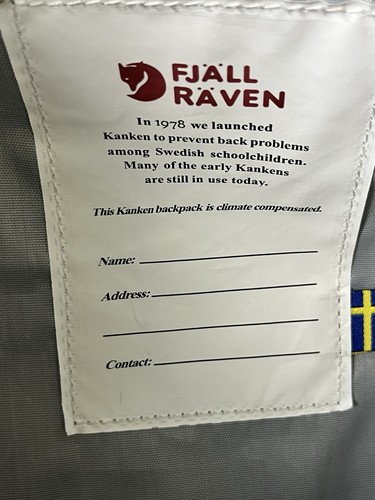 FJÄLL
RÄVEN
In 1978 we launched
Kanken to prevent back problems
among Swedish schoolchildren.
Many of the early Kankens
are still in use today.
This Kanken backpack is climate compensated.
Name:
Address:
Contact: